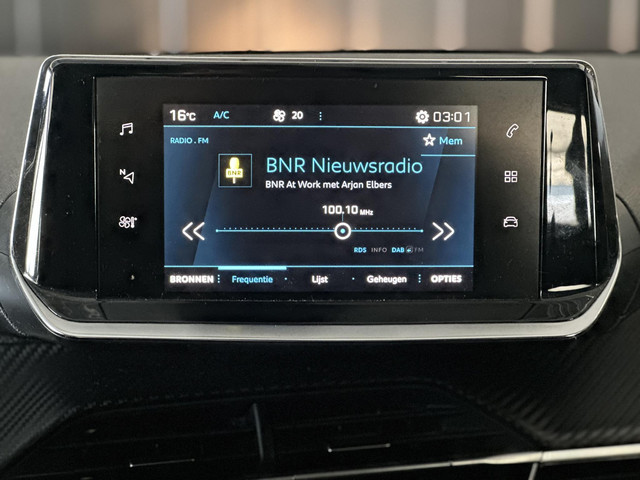 16°C A/C 20 03:01
RADIO . FM
Mem
BNR
BNR Nieuwsradio
BNR At Work met Arjan Elbers
100.10 MHz
RDS INFO DAB FM
BRONNEN Frequentie Lijst Geheugen OPTIES
N